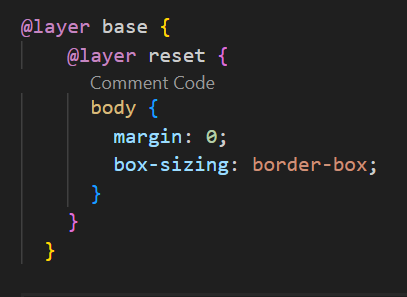 @layer base {
@layer reset {
Comment Code
body {
margin: 0;
box-sizing: border-box;
}
}
}